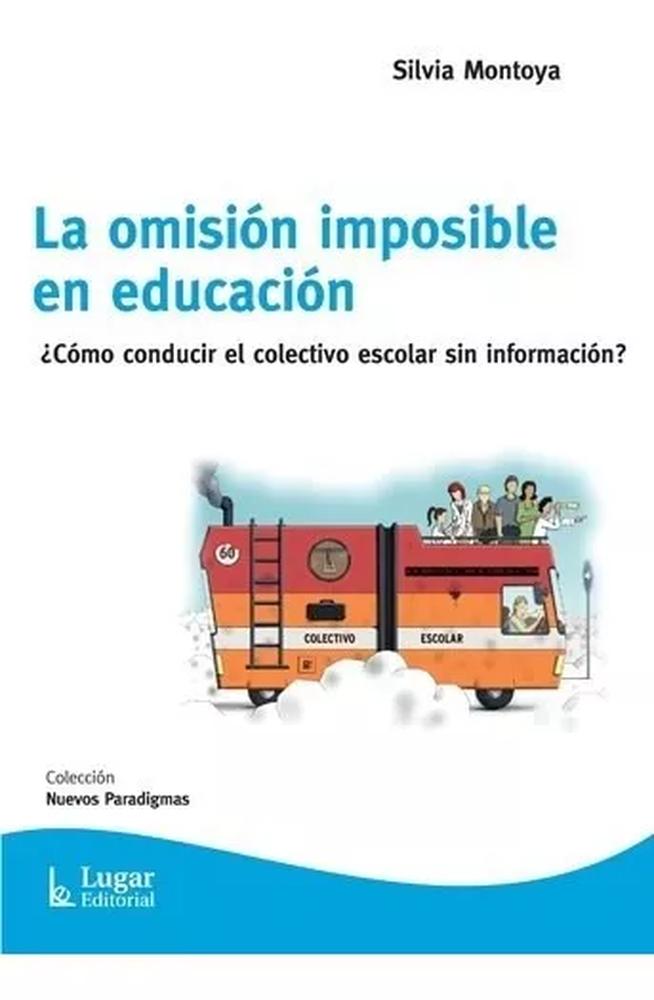 Silvia Montoya
La omisión imposible
en educación
¿Cómo conducir el colectivo escolar sin información?
60
COLECTIVO
ESCOLAR
Colección
Nuevos Paradigmas
Lugar
Editorial